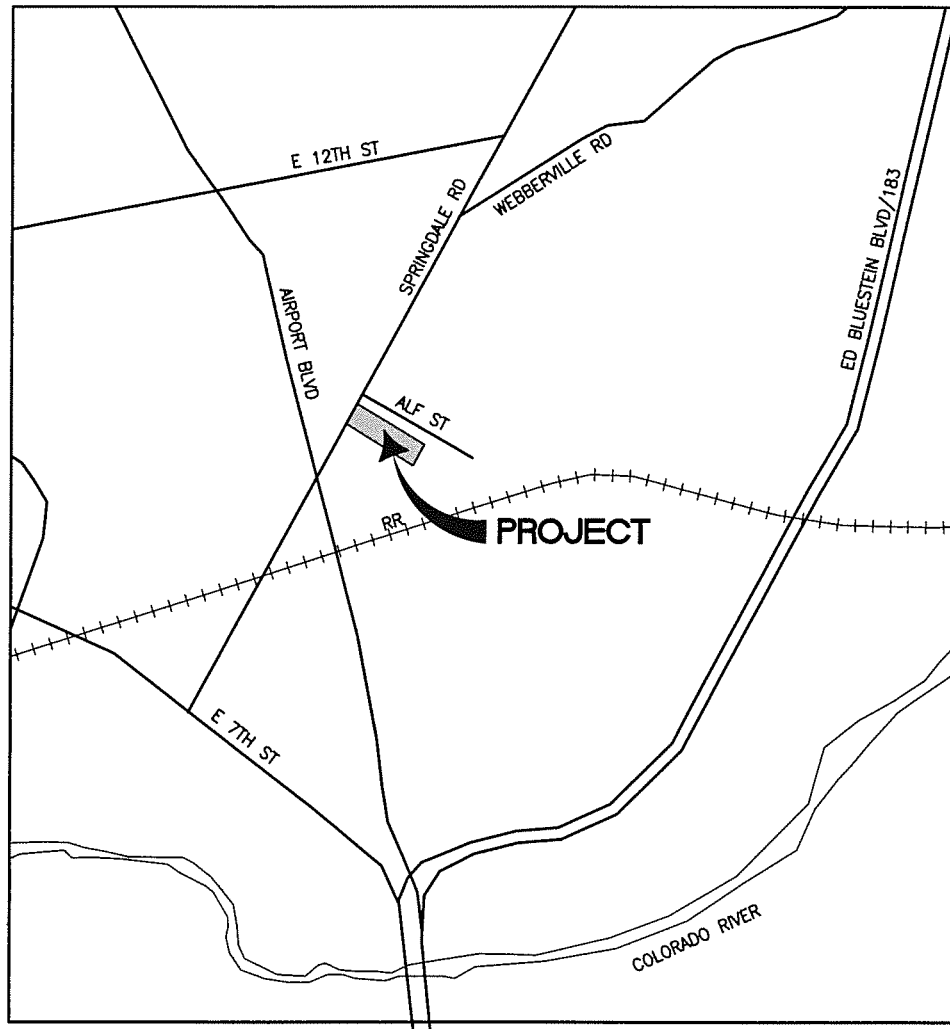 E 12TH ST
SPRINGDALE RD
WEBBERVILLE RD
ED BLUESTEIN BLVD/183
AIRPORT BLVD
ALF ST
RR
PROJECT
E 7TH ST
COLORADO RIVER